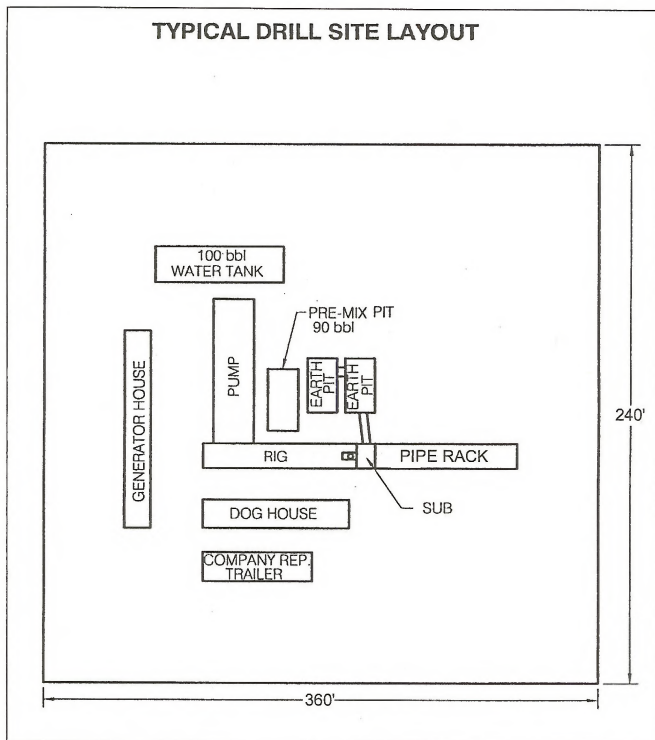 TYPICAL DRILL SITE LAYOUT
100 bbl
WATER TANK
PRE-MIX PIT
90 bbl
GENERATOR HOUSE
PUMP
EARTH
PIT
EARTH
PIT
240'
RIG
PIPE RACK
DOG HOUSE
SUB
COMPANY REP.
TRAILER
360'